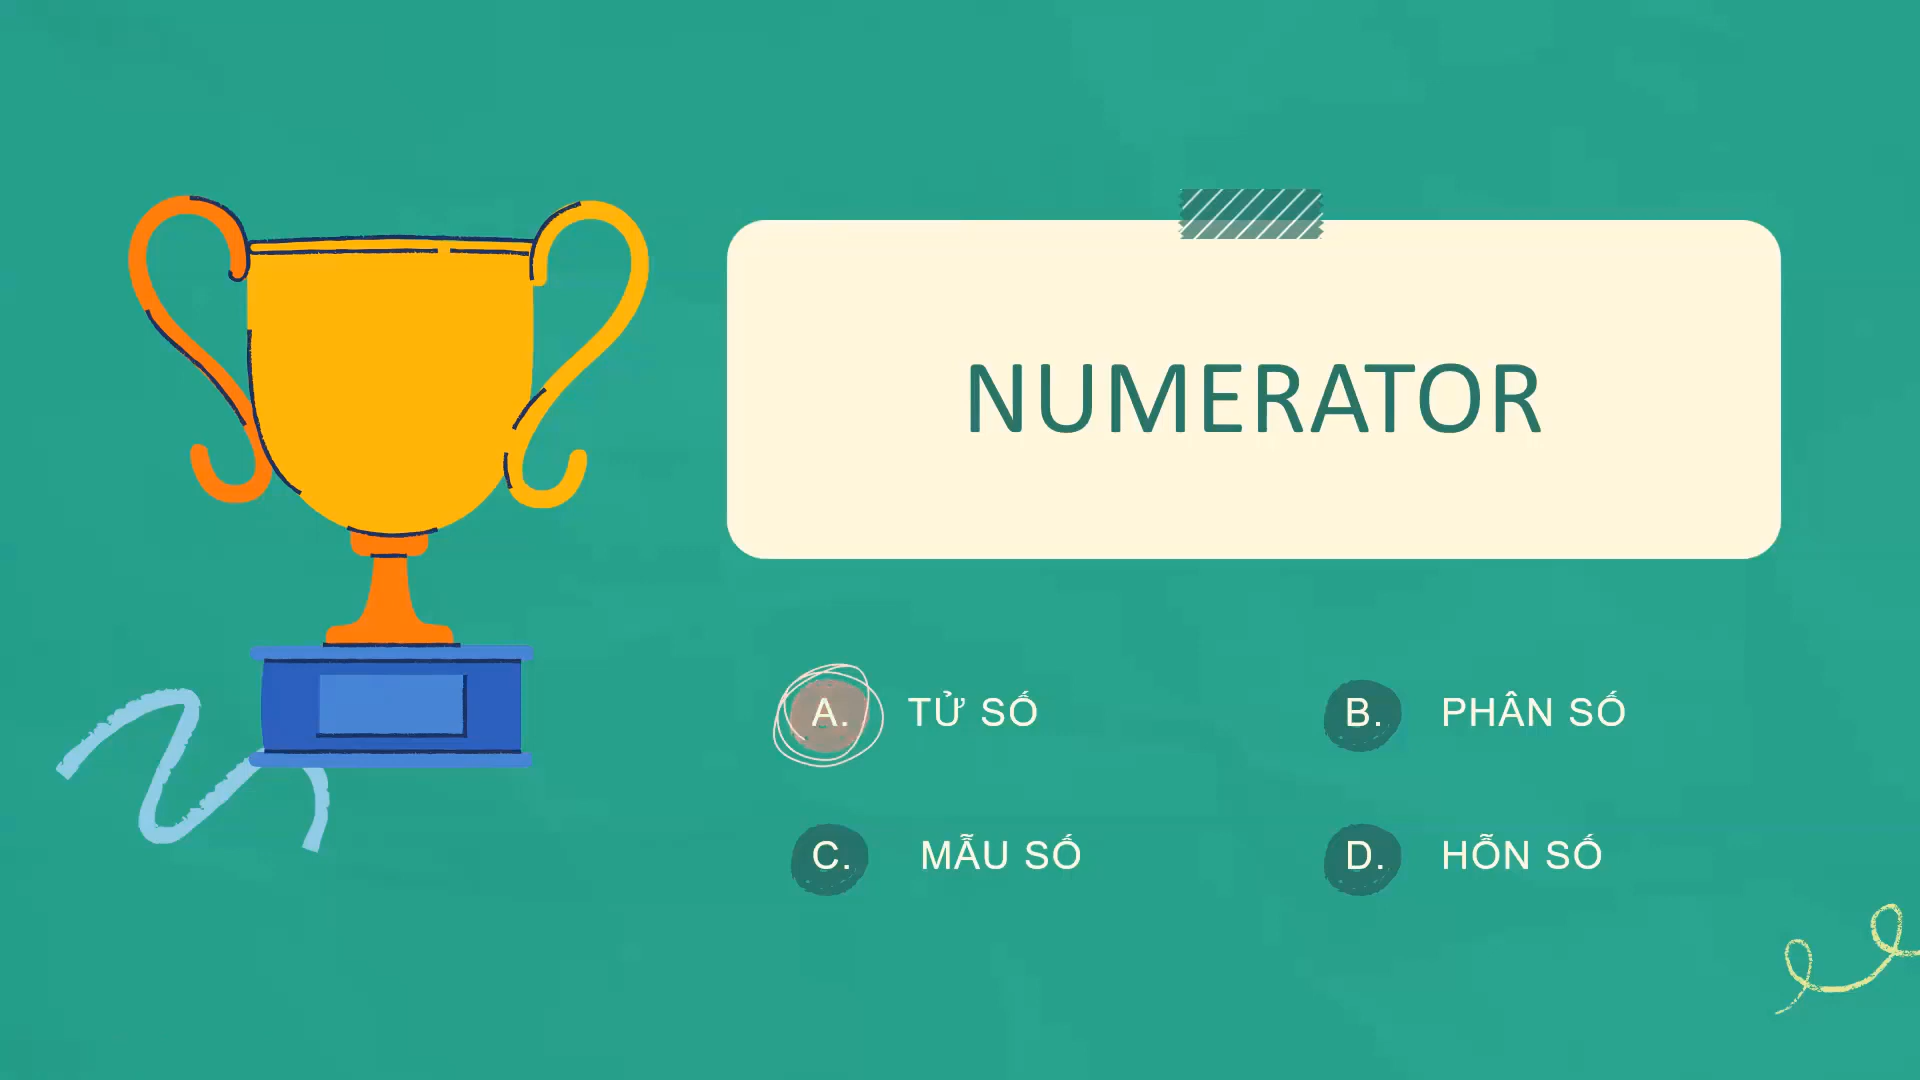 NUMERATOR
A. TỬ SỐ
B. PHÂN SỐ
C. MẪU SỐ
D. HỖN SỐ